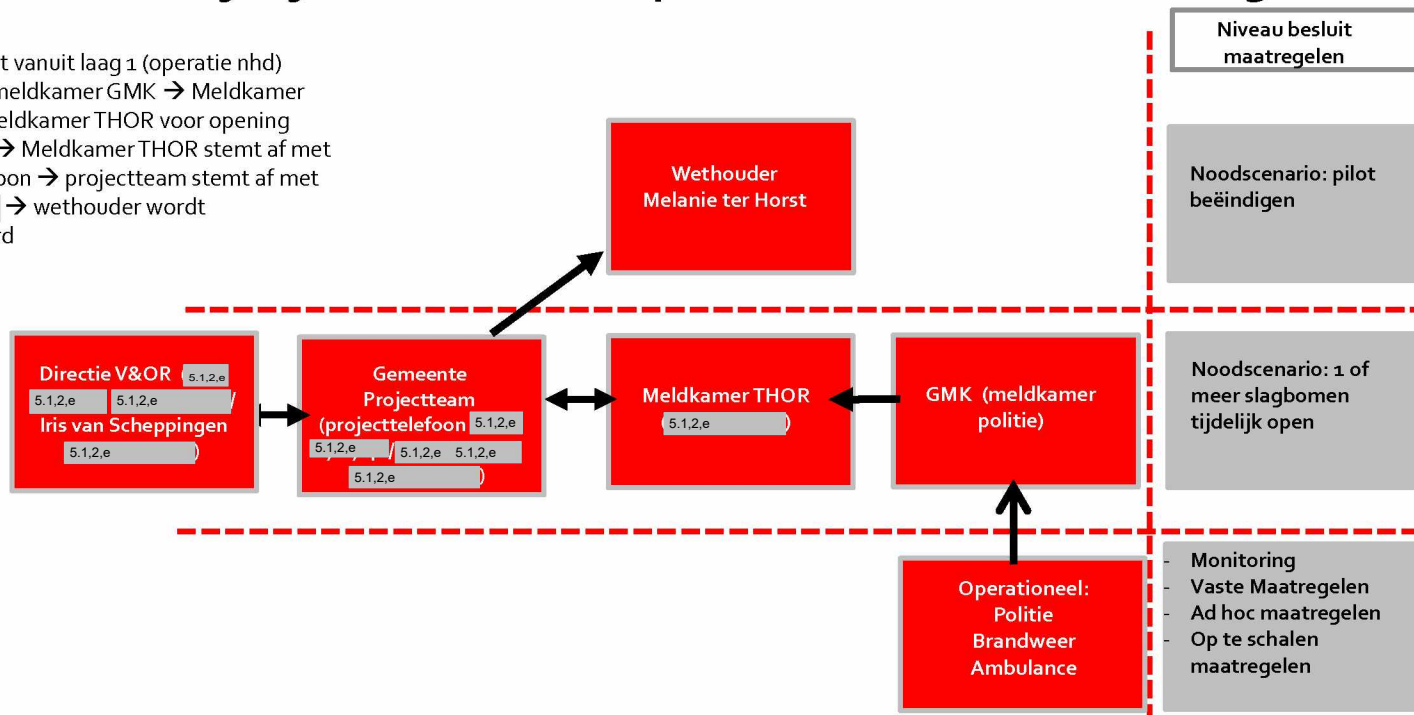 Niveau besluit
maatregelen
t vanuit laag 1 (operatie nhd)
meldkamer GMK → Meldkamer
eldkamer THOR voor opening
→ Meldkamer THOR stemt af met
oon → projectteam stemt af met
→ wethouder wordt
rd
Wethouder
Melanie ter Horst
Noodscenario: pilot
beëindigen
Directie V&OR ( 5.1,2,e
5.1,2,e 5.1,2,e /
Iris van Scheppingen
5.1,2,e )
Gemeente
Projectteam
(projecttelefoon 5.1,2,e
5.1,2,e / 5.1,2,e 5.1,2,e
5.1,2,e )
Meldkamer THOR
( 5.1,2,e )
GMK (meldkamer
politie)
Noodscenario: 1 of
meer slagbomen
tijdelijk open
Operationeel:
Politie
Brandweer
Ambulance
- Monitoring
- Vaste Maatregelen
- Ad hoc maatregelen
- Op te schalen
maatregelen